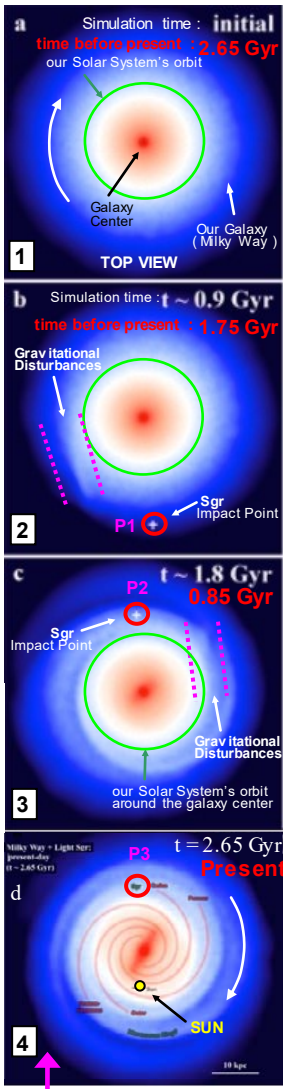 a Simulation time : initial
time before present : 2.65 Gyr
our Solar System's orbit
Galaxy
Center
Our Galaxy
( Milky Way )
1
TOP VIEW
b Simulation time : t ~ 0.9 Gyr
time before present : 1.75 Gyr
Gravitational
Disturbances
Sgr
Impact Point
P1
2
c t ~ 1.8 Gyr
0.85 Gyr
P2
Sgr
Impact Point
Gravitational
Disturbances
our Solar System's orbit
around the galaxy center
3
Milky Way + Light Sgr:
present-day
(t ~ 2.65 Gyr)
P3
t = 2.65 Gyr
Present
d
Sgr
SUN
4
10 kpc